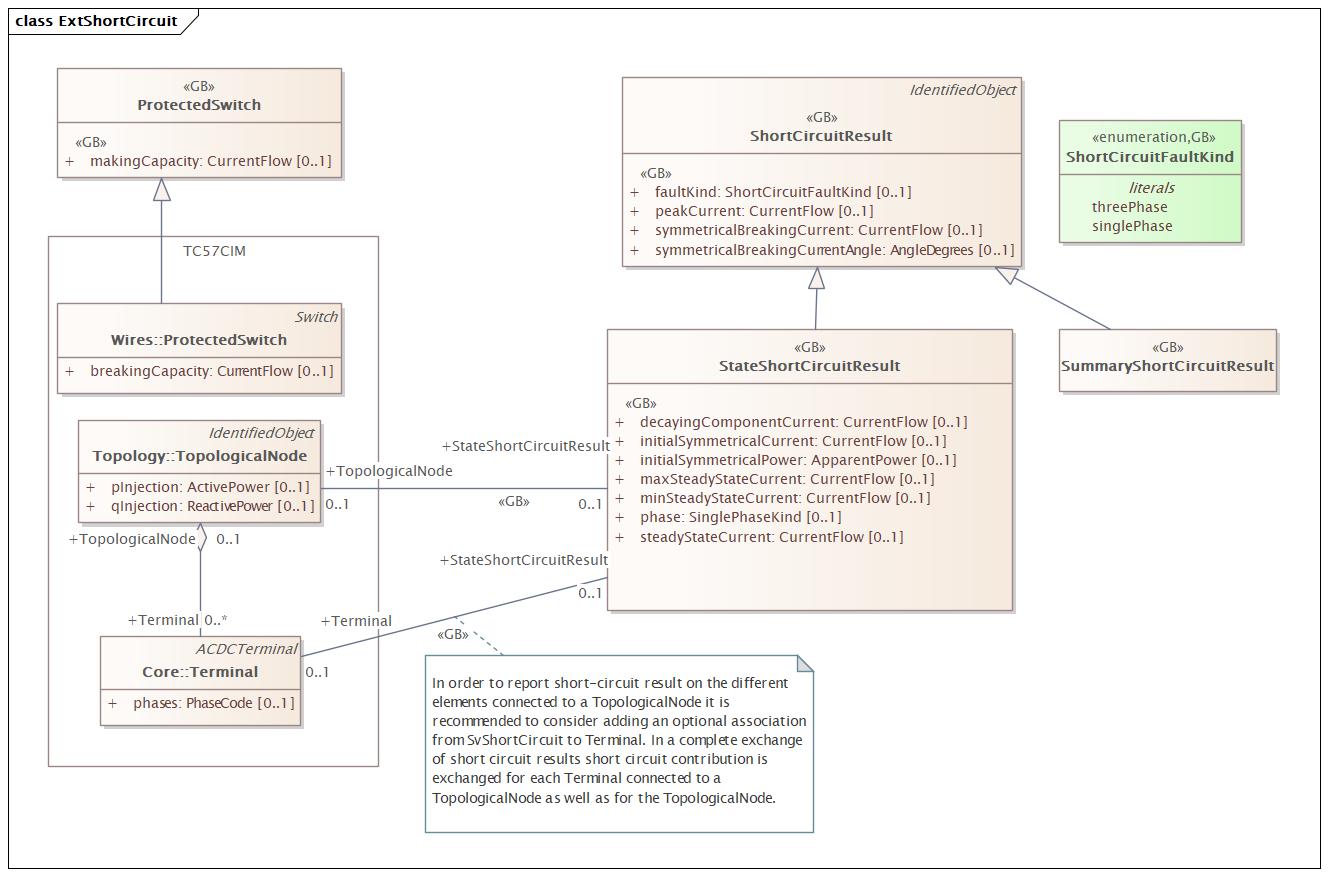 class ExtShortCircuit
«GB»
ProtectedSwitch
«GB»
+ makingCapacity: CurrentFlow [0..1]
TC57CIM
Switch
Wires::ProtectedSwitch
+ breakingCapacity: CurrentFlow [0..1]
IdentifiedObject
Topology::TopologicalNode
+ pInjection: ActivePower [0..1]
+ qInjection: ReactivePower [0..1]
+TopologicalNode 0..1
+Terminal 0..*
ACDCTerminal
Core::Terminal
+ phases: PhaseCode [0..1]
+StateShortCircuitResult
+TopologicalNode
0..1
«GB»
0..1
+StateShortCircuitResult
0..1
+Terminal
«GB»
0..1
IdentifiedObject
«GB»
ShortCircuitResult
«GB»
+ faultKind: ShortCircuitFaultKind [0..1]
+ peakCurrent: CurrentFlow [0..1]
+ symmetricalBreakingCurrent: CurrentFlow [0..1]
+ symmetricalBreakingCurrentAngle: AngleDegrees [0..1]
«enumeration,GB»
ShortCircuitFaultKind
literals
threePhase
singlePhase
«GB»
StateShortCircuitResult
«GB»
+ decayingComponentCurrent: CurrentFlow [0..1]
+ initialSymmetricalCurrent: CurrentFlow [0..1]
+ initialSymmetricalPower: ApparentPower [0..1]
+ maxSteadyStateCurrent: CurrentFlow [0..1]
+ minSteadyStateCurrent: CurrentFlow [0..1]
+ phase: SinglePhaseKind [0..1]
+ steadyStateCurrent: CurrentFlow [0..1]
«GB»
SummaryShortCircuitResult
In order to report short-circuit result on the different
elements connected to a TopologicalNode it is
recommended to consider adding an optional association
from SvShortCircuit to Terminal. In a complete exchange
of short circuit results short circuit contribution is
exchanged for each Terminal connected to a
TopologicalNode as well as for the TopologicalNode.